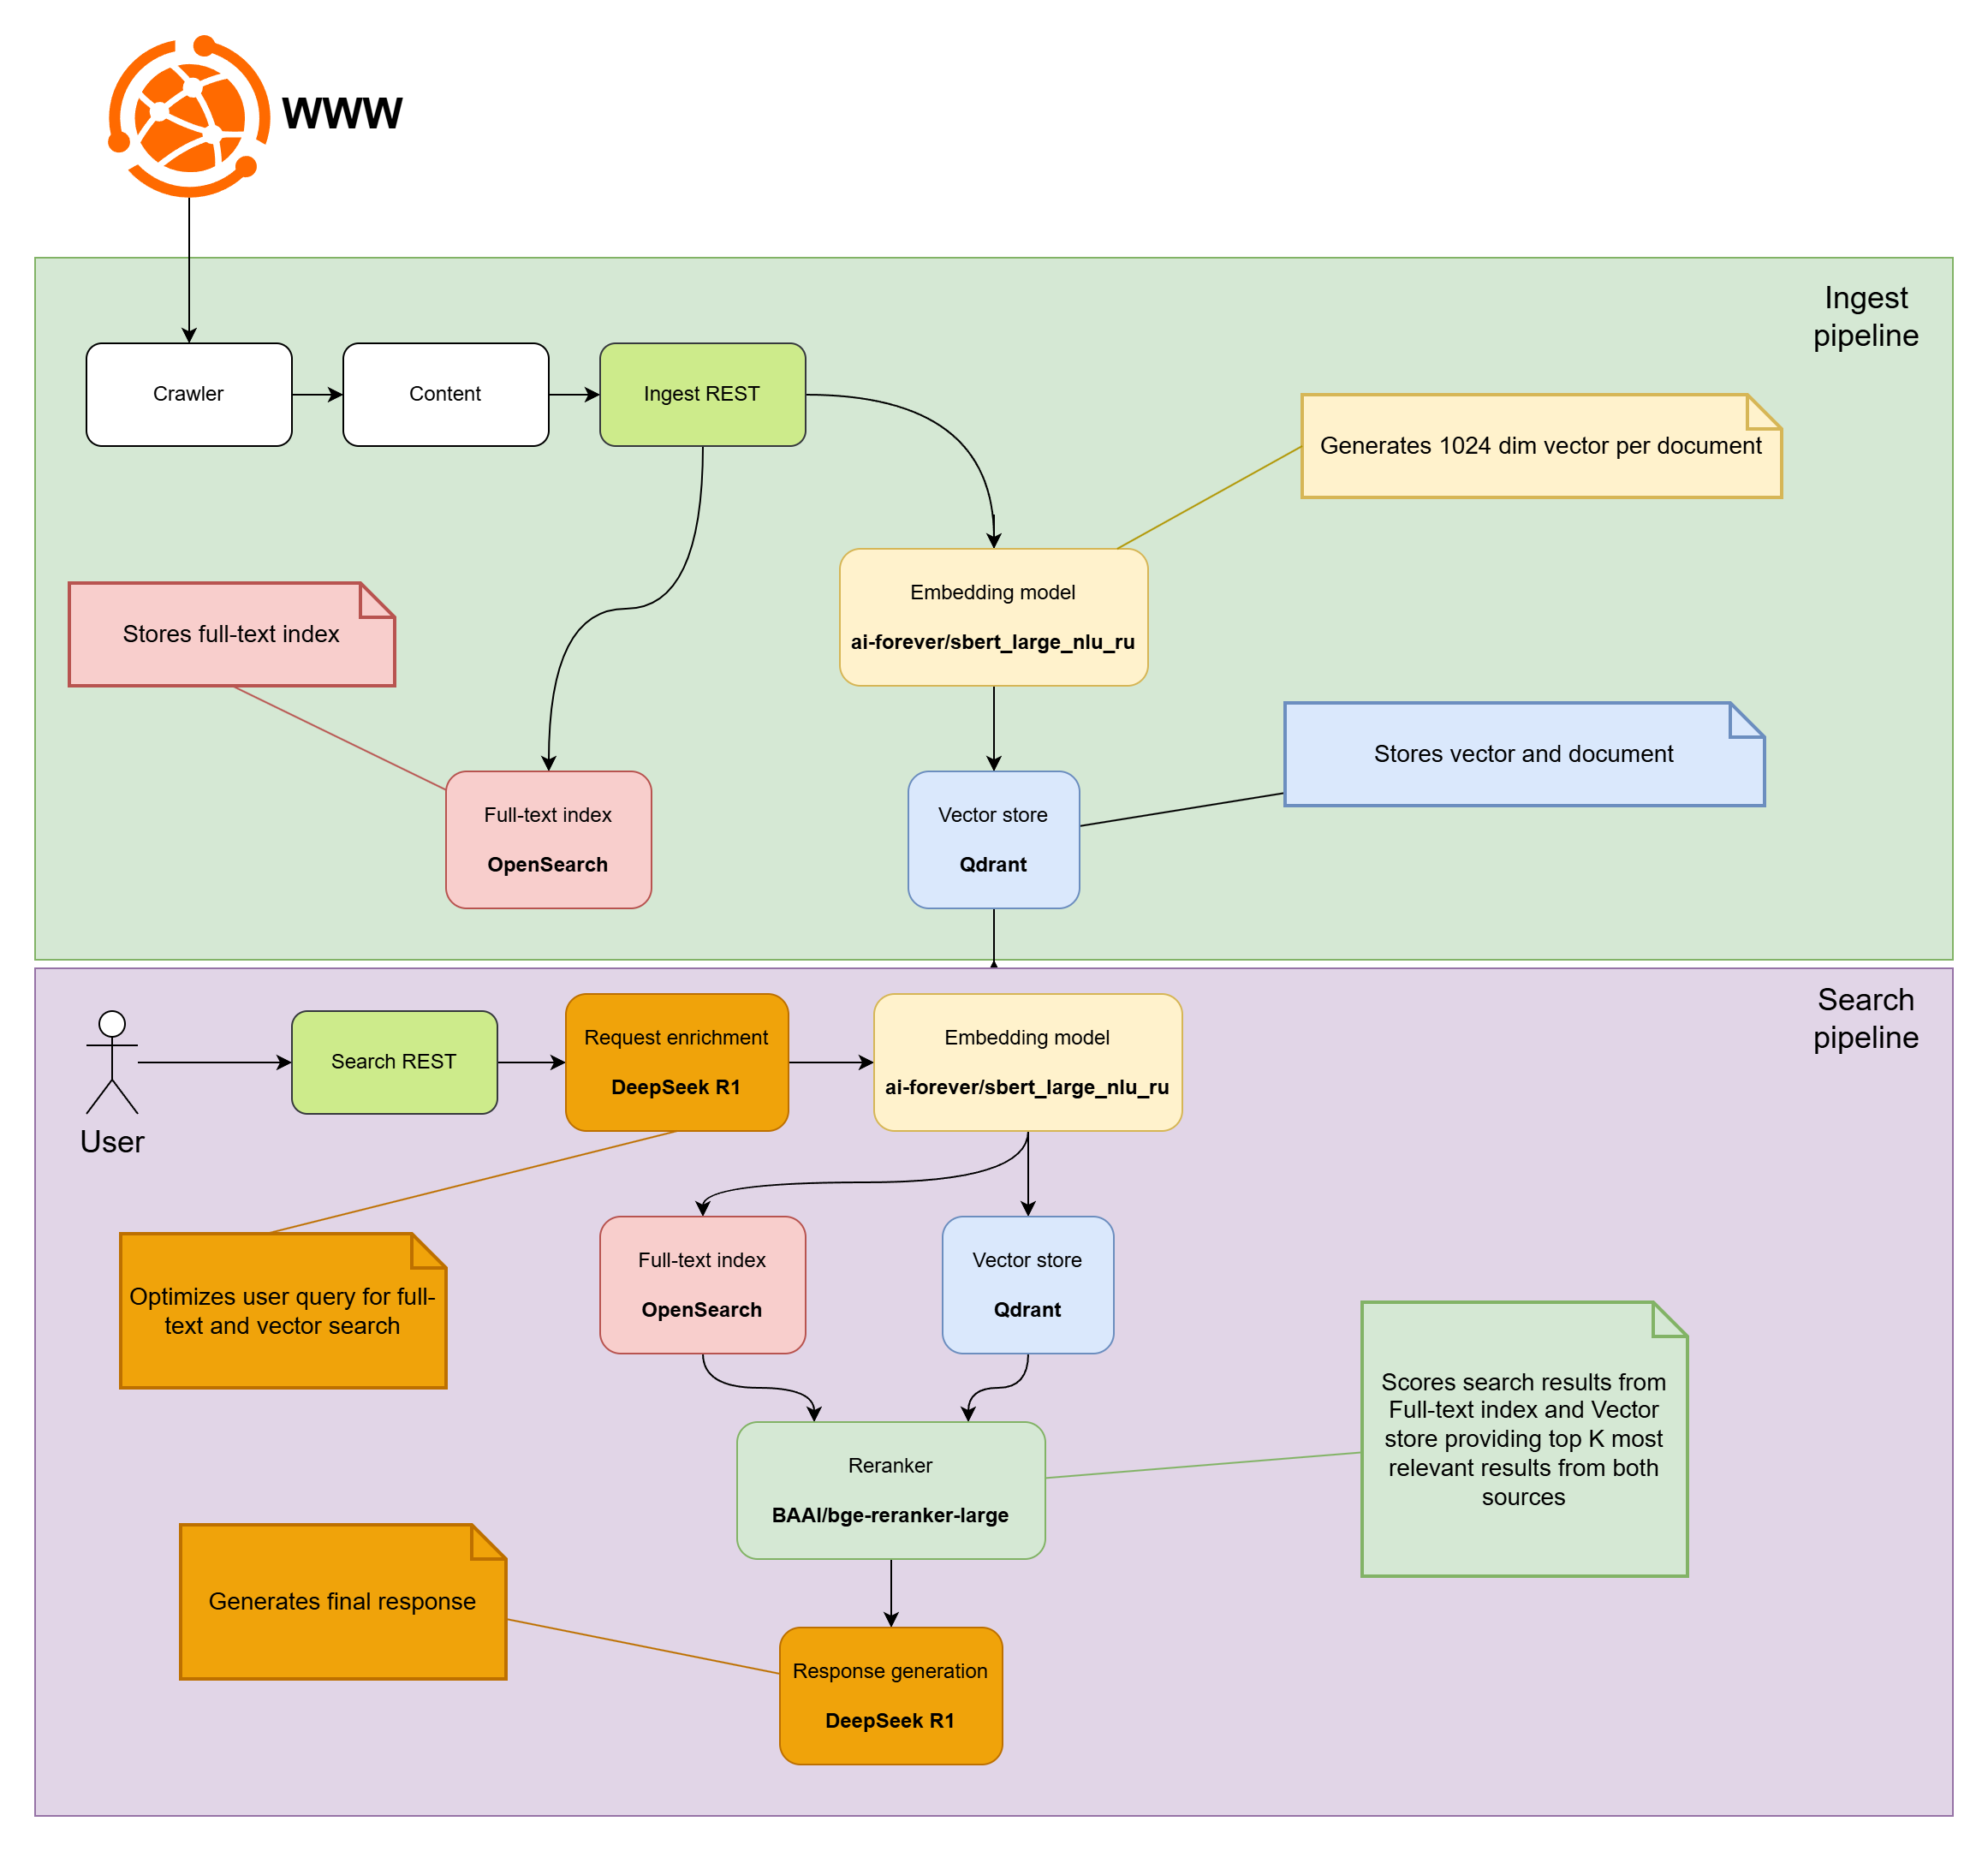 WWW
Ingest
pipeline
Crawler
Content
Ingest REST
Generates 1024 dim vector per document
Embedding model
ai-forever/sbert_large_nlu_ru
Stores full-text index
Stores vector and document
Full-text index
OpenSearch
Vector store
Qdrant
Search
pipeline
User
Search REST
Request enrichment
DeepSeek R1
Embedding model
ai-forever/sbert_large_nlu_ru
Optimizes user query for full-
text and vector search
Full-text index
OpenSearch
Vector store
Qdrant
Scores search results from
Full-text index and Vector
store providing top K most
relevant results from both
sources
Reranker
BAAI/bge-reranker-large
Generates final response
Response generation
DeepSeek R1